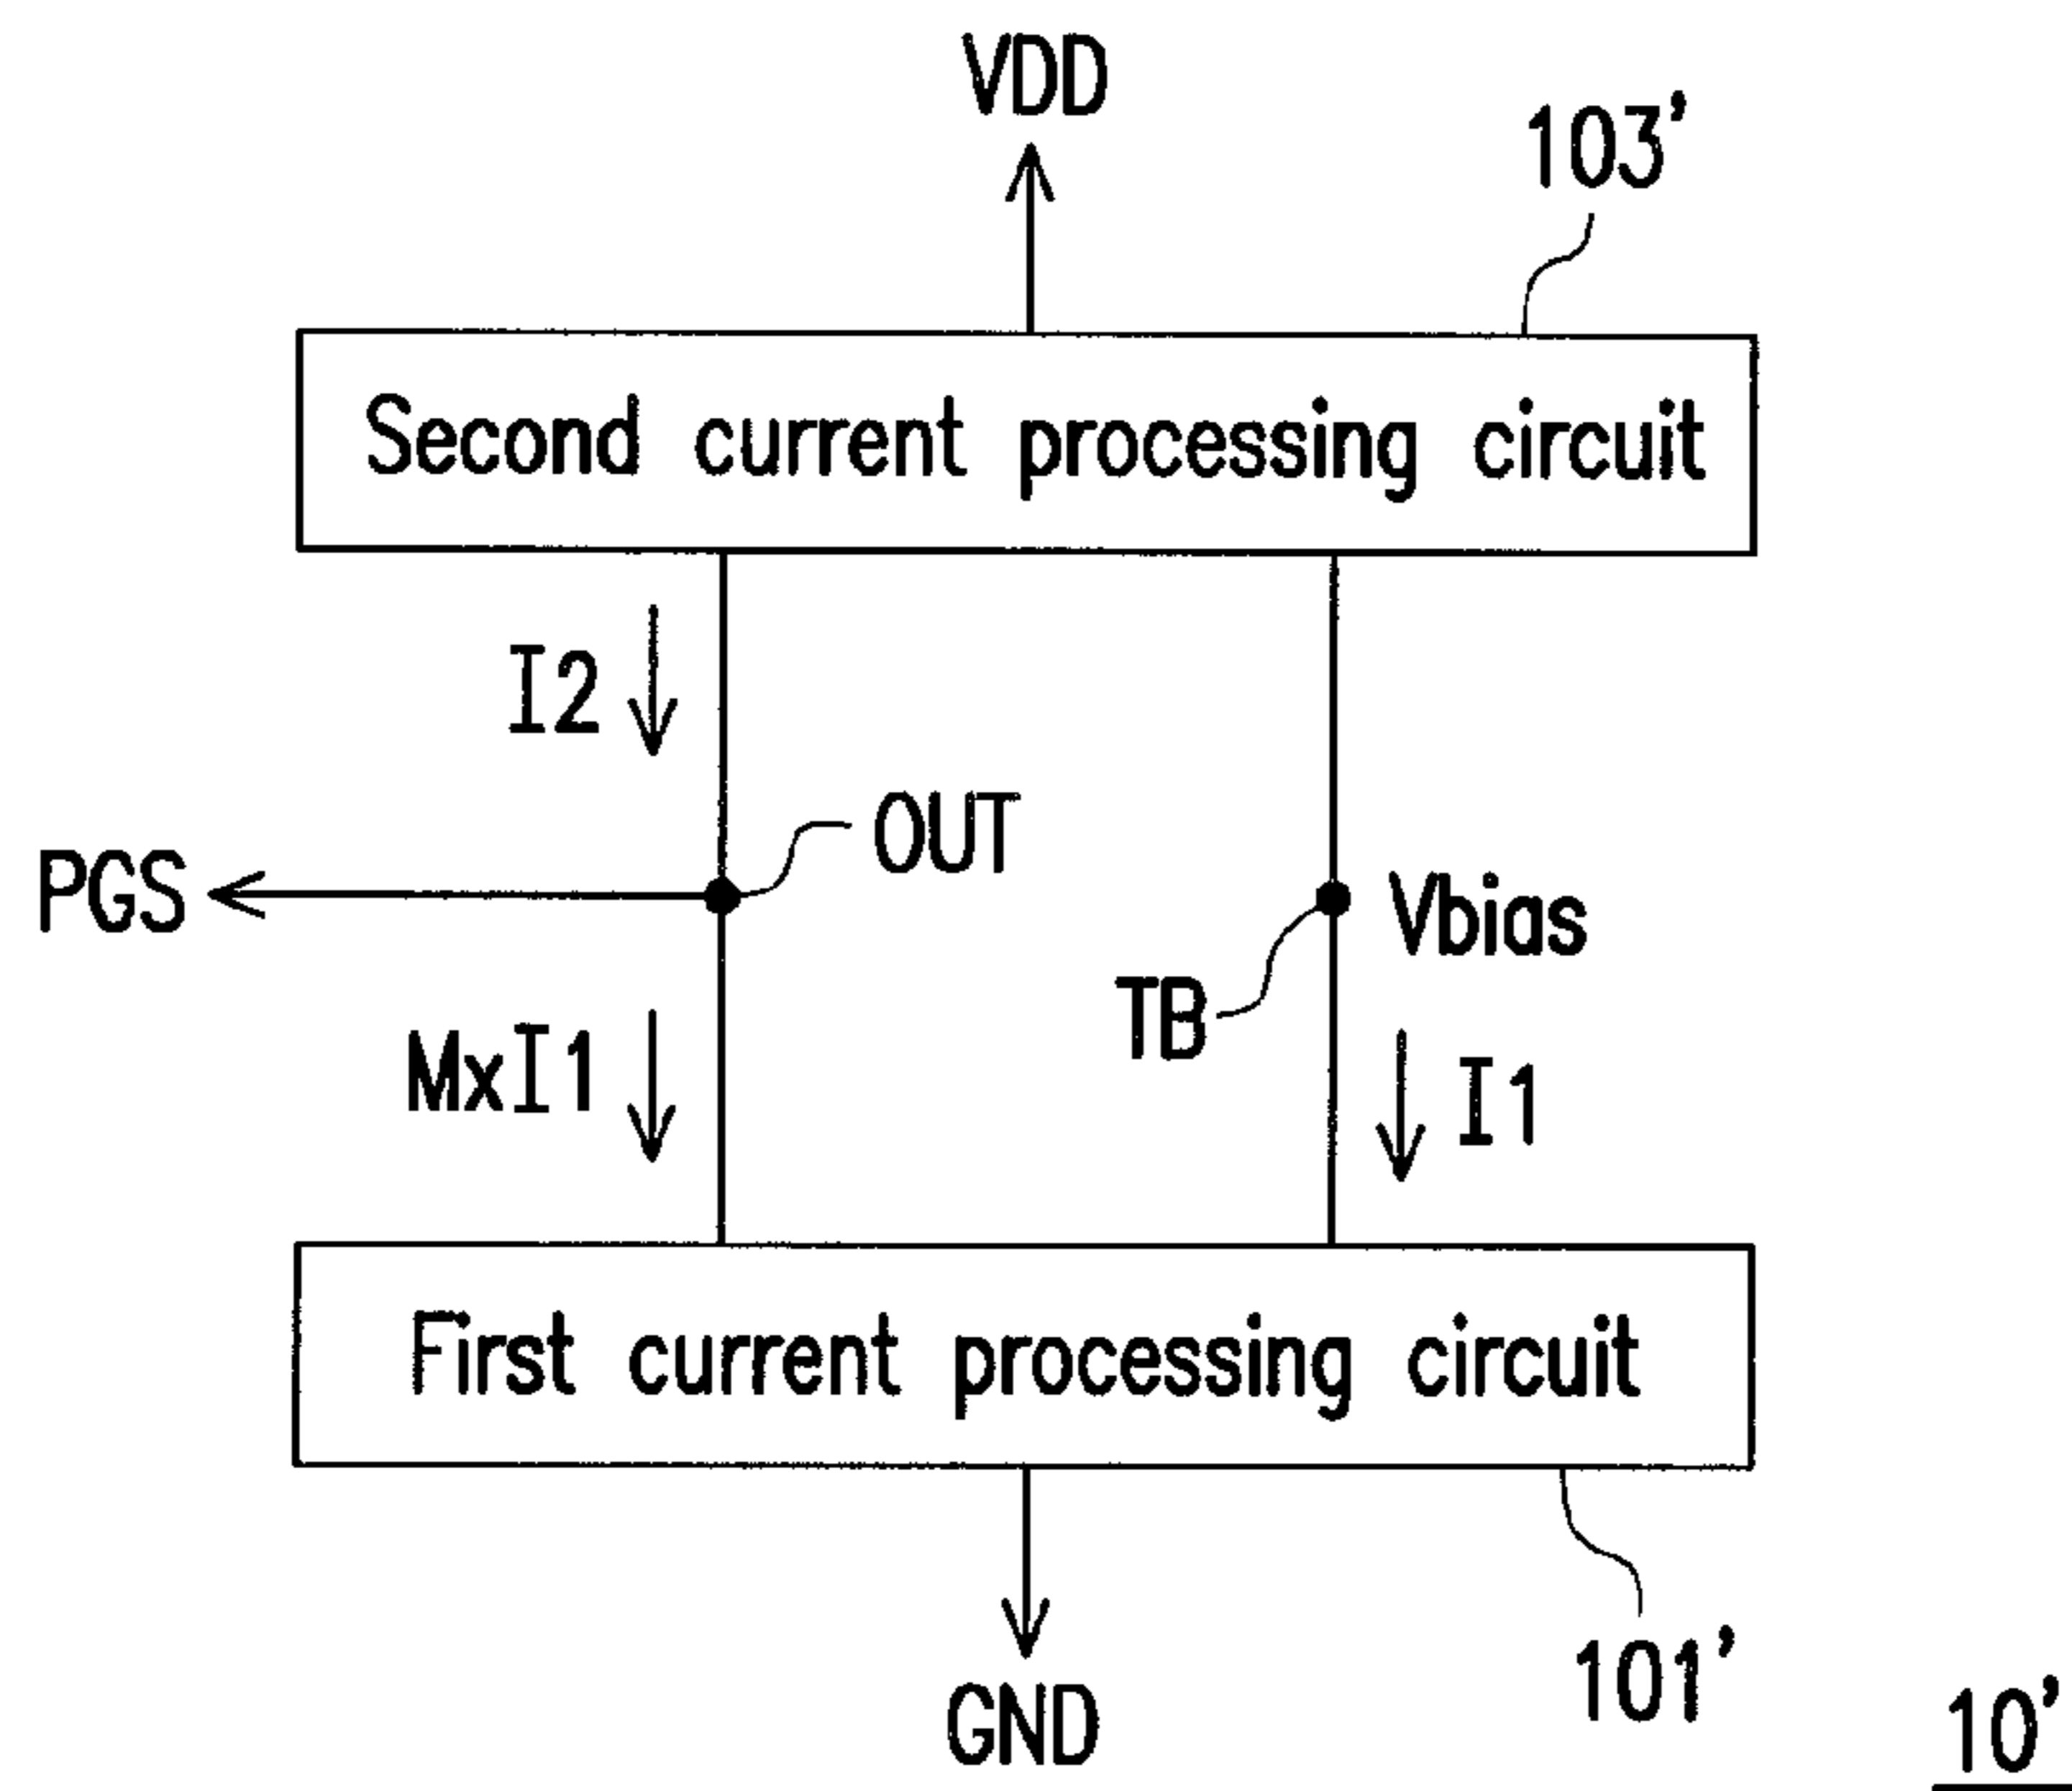 VDD
103'
Second current processing circuit
I2
OUT
PGS
Vbias
TB
MxI1
I1
First current processing circuit
101'
GND
10'